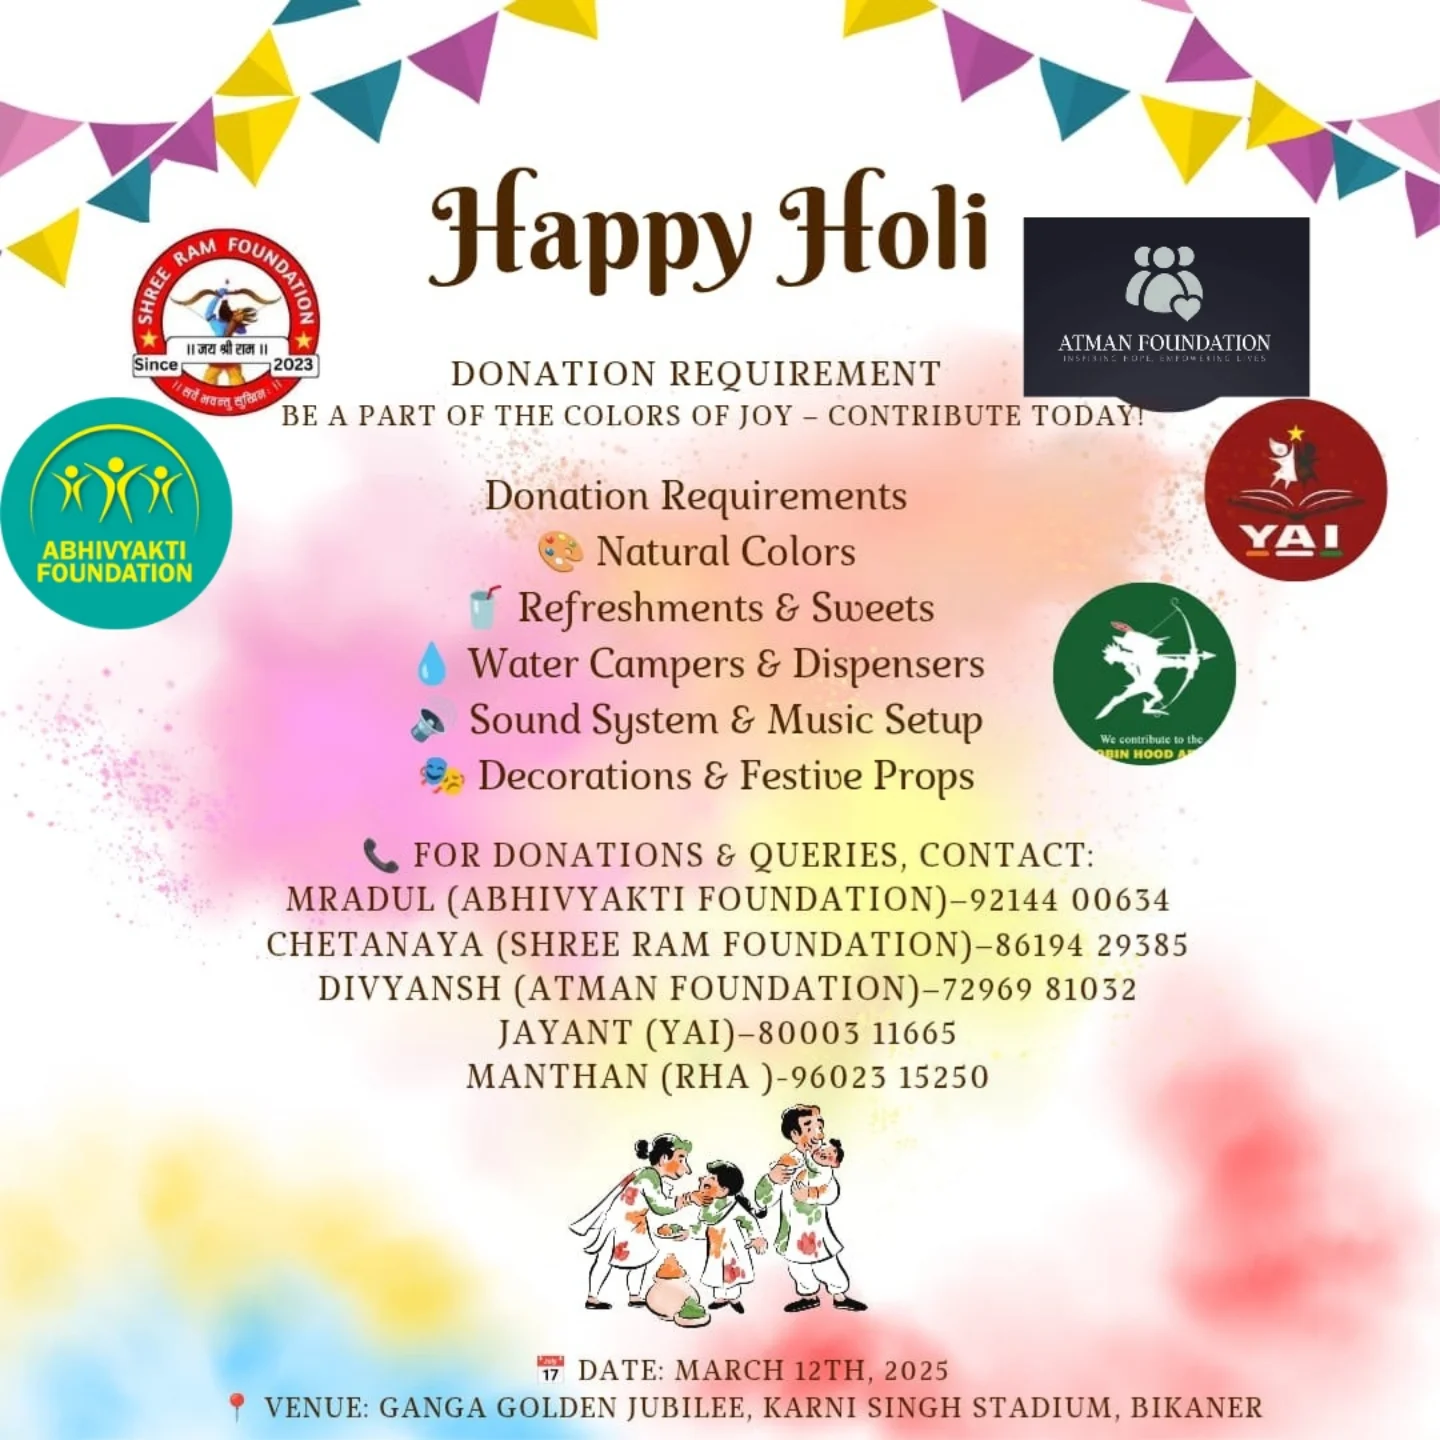 Happy Holi
SHREE RAM FOUNDATION
|| जय श्री राम ||
Since 2023
|| सर्वे भवन्तु सुखिनः ||
ATMAN FOUNDATION
INSPIRING HOPE, EMPOWERING LIVES
DONATION REQUIREMENT
BE A PART OF THE COLORS OF JOY – CONTRIBUTE TODAY!
ABHIVYAKTI
FOUNDATION
YAI
Donation Requirements
🎨 Natural Colors
🥤 Refreshments & Sweets
💧 Water Campers & Dispensers
🔊 Sound System & Music Setup
🎭 Decorations & Festive Props
We contribute to the
OBIN HOOD A
📞 FOR DONATIONS & QUERIES, CONTACT:
MRADUL (ABHIVYAKTI FOUNDATION)–92144 00634
CHETANAYA (SHREE RAM FOUNDATION)–86194 29385
DIVYANSH (ATMAN FOUNDATION)–72969 81032
JAYANT (YAI)–80003 11665
MANTHAN (RHA )-96023 15250
📅 DATE: MARCH 12TH, 2025
📍 VENUE: GANGA GOLDEN JUBILEE, KARNI SINGH STADIUM, BIKANER